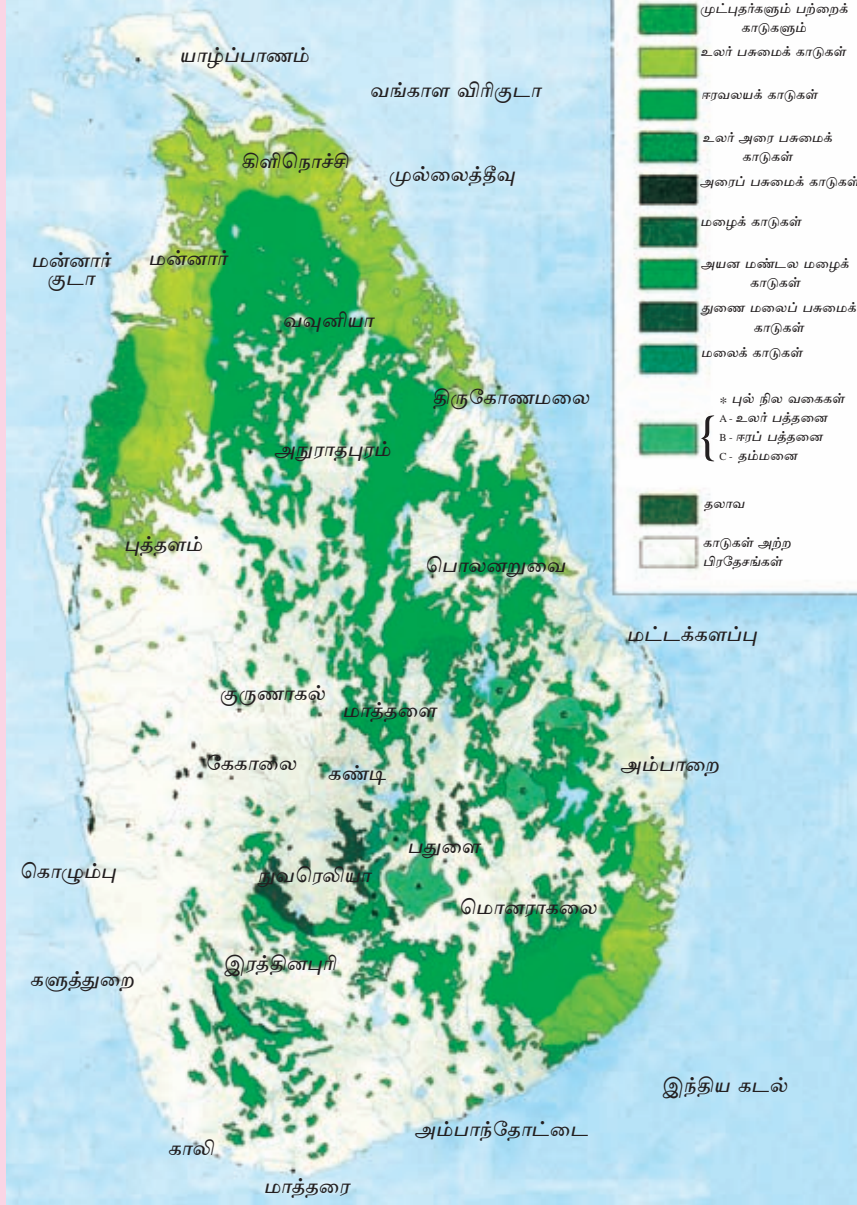 முட்புதர்களும் பற்றைக்
காடுகளும்
உலர் பசுமைக் காடுகள்
ஈரவலயக் காடுகள்
உலர் அரை பசுமைக்
காடுகள்
அரைப் பசுமைக் காடுகள்
மழைக் காடுகள்
அயன மண்டல மழைக்
காடுகள்
துணை மலைப் பசுமைக்
காடுகள்
மலைக் காடுகள்
* புல் நில வகைகள்
A - உலர் பத்தனை
B - ஈரப் பத்தனை
C - தம்மனை
தலாவ
காடுகள் அற்ற
பிரதேசங்கள்
யாழ்ப்பாணம்
வங்காள விரிகுடா
கிளிநொச்சி
முல்லைத்தீவு
மன்னார்
குடா
மன்னார்
வவுனியா
திருகோணமலை
அநுராதபுரம்
புத்தளம்
பொலனறுவை
மட்டக்களப்பு
குருணாகல்
மாத்தளை
கேகாலை
கண்டி
அம்பாறை
பதுளை
கொழும்பு
நுவரெலியா
மொனராகலை
இரத்தினபுரி
களுத்துறை
இந்திய கடல்
அம்பாந்தோட்டை
காலி
மாத்தரை